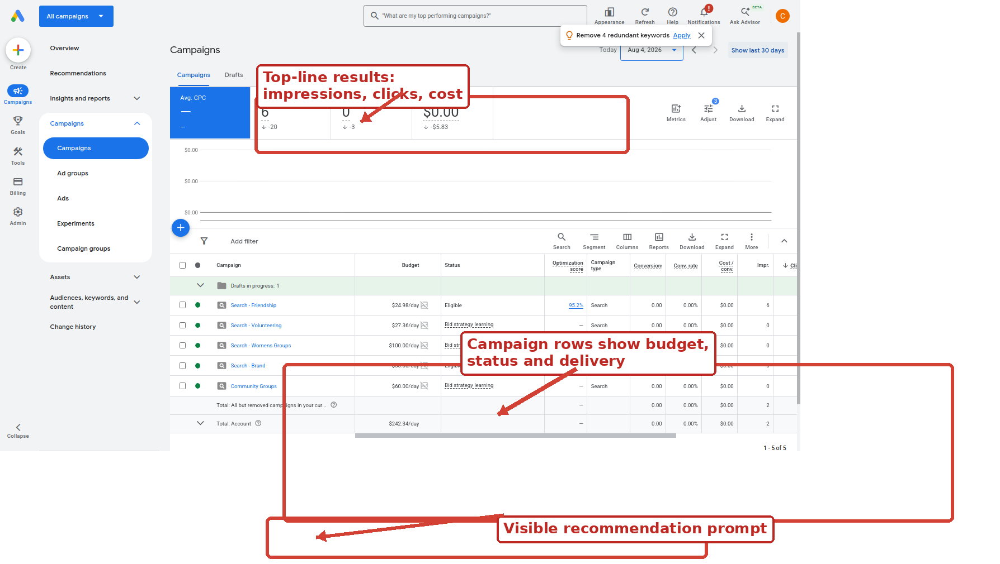 All campaigns
"What are my top performing campaigns?"
Appearance
Refresh
Help
!
Notifications
BETA
Ask Advisor
C
Remove 4 redundant keywords Apply
Create
Campaigns
Goals
Tools
Billing
Admin
Collapse
Overview
Recommendations
Insights and reports
Campaigns
Campaigns
Ad groups
Ads
Experiments
Campaign groups
Assets
Audiences, keywords, and
content
Change history
Campaigns
Today
Aug 4, 2026
Show last 30 days
Campaigns
Drafts
Top-line results:
impressions, clicks, cost
Avg. CPC
—
–
6
-20
0
-3
$0.00
-$5.83
Metrics
3
Adjust
Download
Expand
$0.00
$0.00
$0.00
Add filter
Search
Segment
Columns
Reports
Download
Expand
More
Campaign Budget Status Optimization score Campaign type Conversions Conv. rate Cost / conv. Impr.
Drafts in progress: 1
Search - Friendship $24.98/day Eligible 95.2% Search 0.00 0.00% $0.00 6
Search - Volunteering $27.36/day Bid strategy learning – Search 0.00 0.00% $0.00 0
Search - Womens Groups $100.00/day $0.00 0
Campaign rows show budget,
status and delivery
Search - Brand
Community Groups $60.00/day Bid strategy learning – Search 0.00 0.00% $0.00 0
Total: All but removed campaigns in your cur... – 0.00 0.00% $0.00 2
Total: Account $242.34/day – 0.00 0.00% $0.00 2
1 - 5 of 5
Visible recommendation prompt